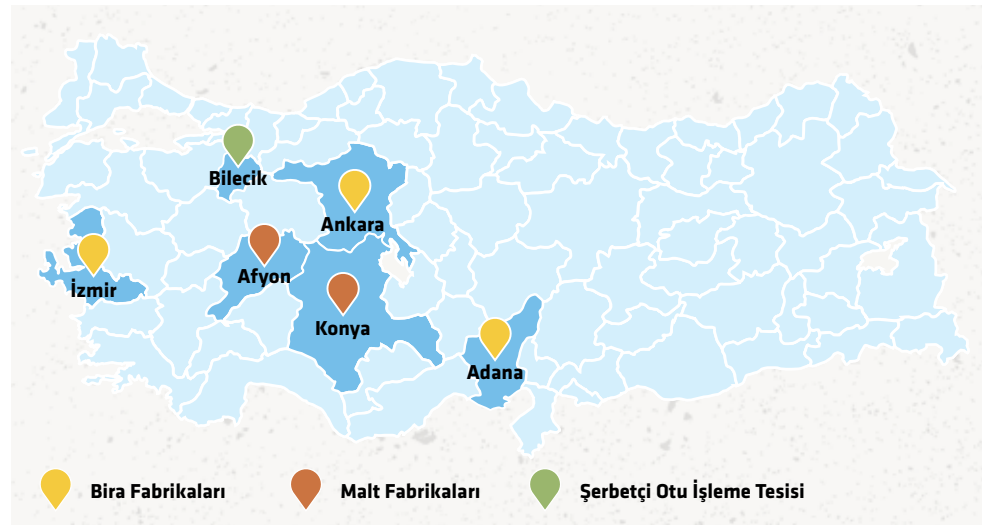 Bilecik
Ankara
Afyon
İzmir
Konya
Adana
Bira Fabrikaları
Malt Fabrikaları
Şerbetçi Otu İşleme Tesisi